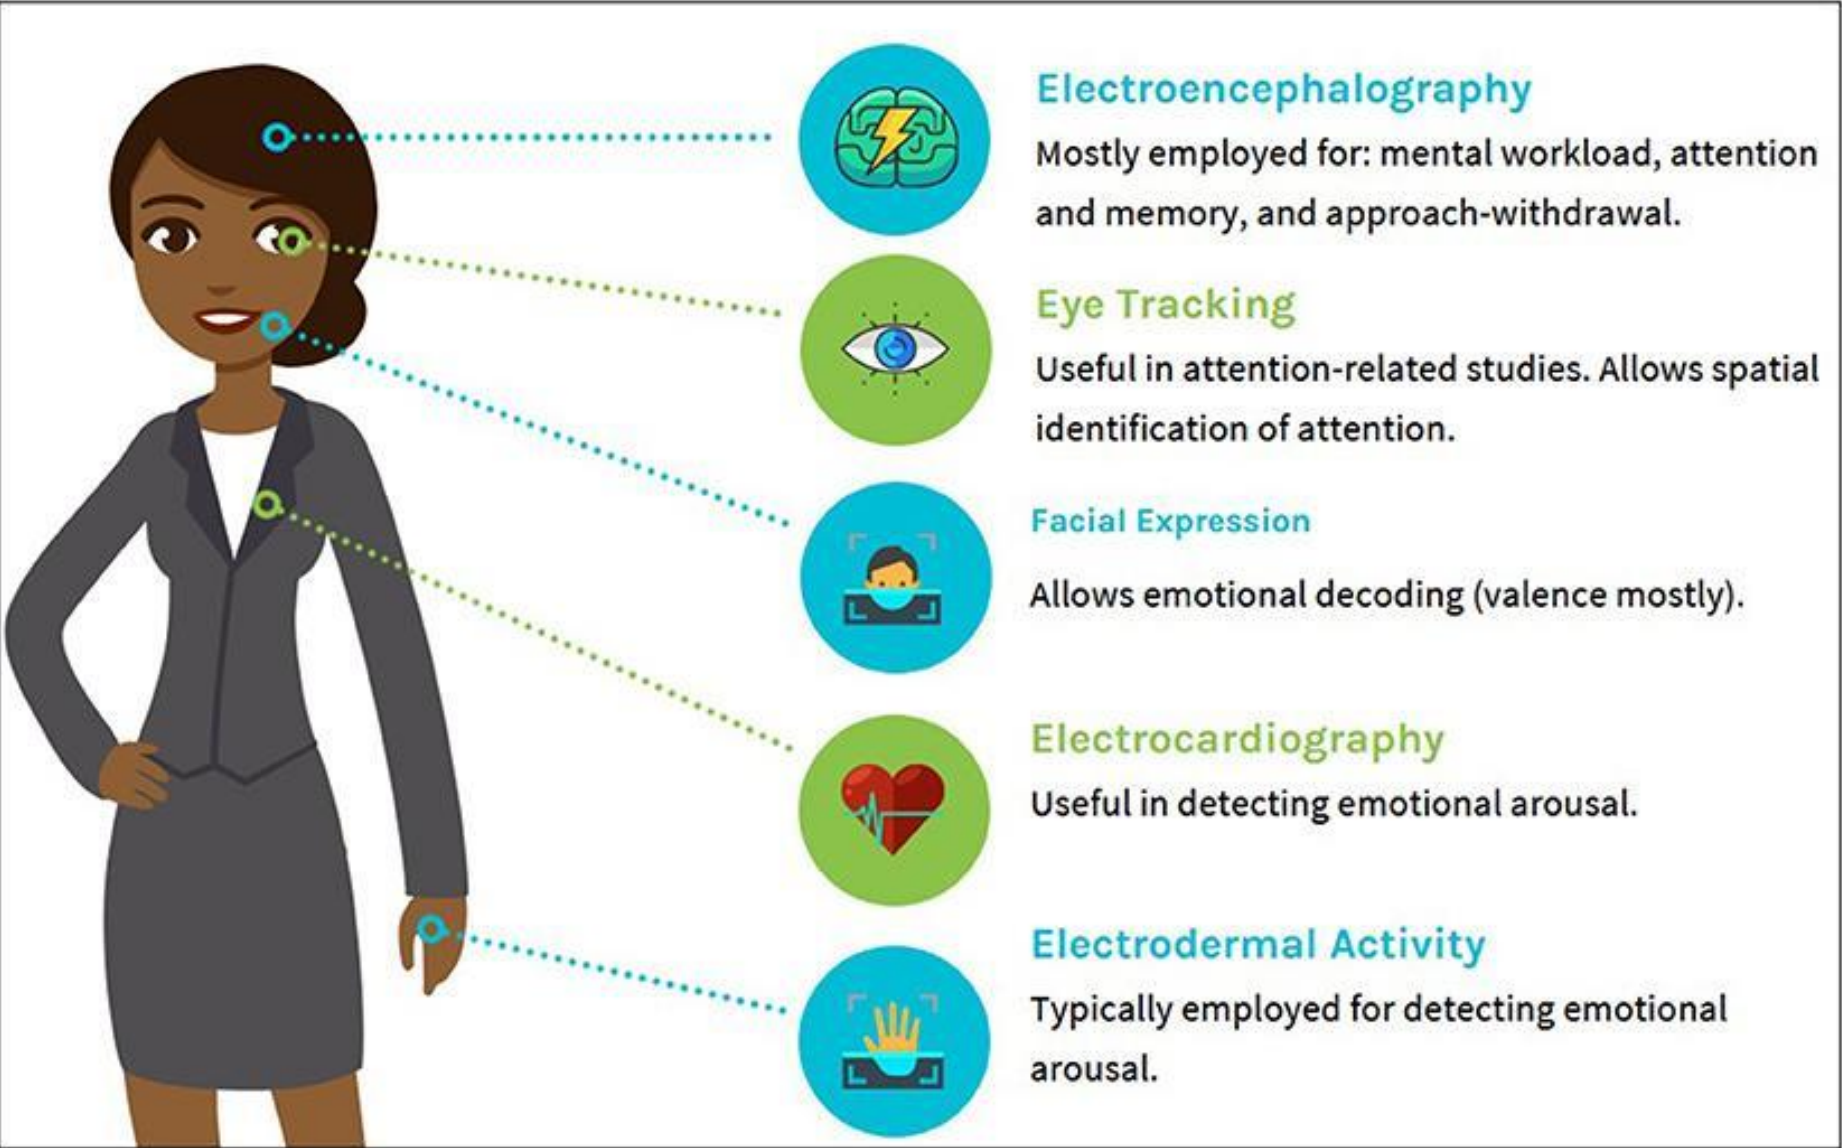 Electroencephalography
Mostly employed for: mental workload, attention
and memory, and approach-withdrawal.
Eye Tracking
Useful in attention-related studies. Allows spatial
identification of attention.
Facial Expression
Allows emotional decoding (valence mostly).
Electrocardiography
Useful in detecting emotional arousal.
Electrodermal Activity
Typically employed for detecting emotional
arousal.